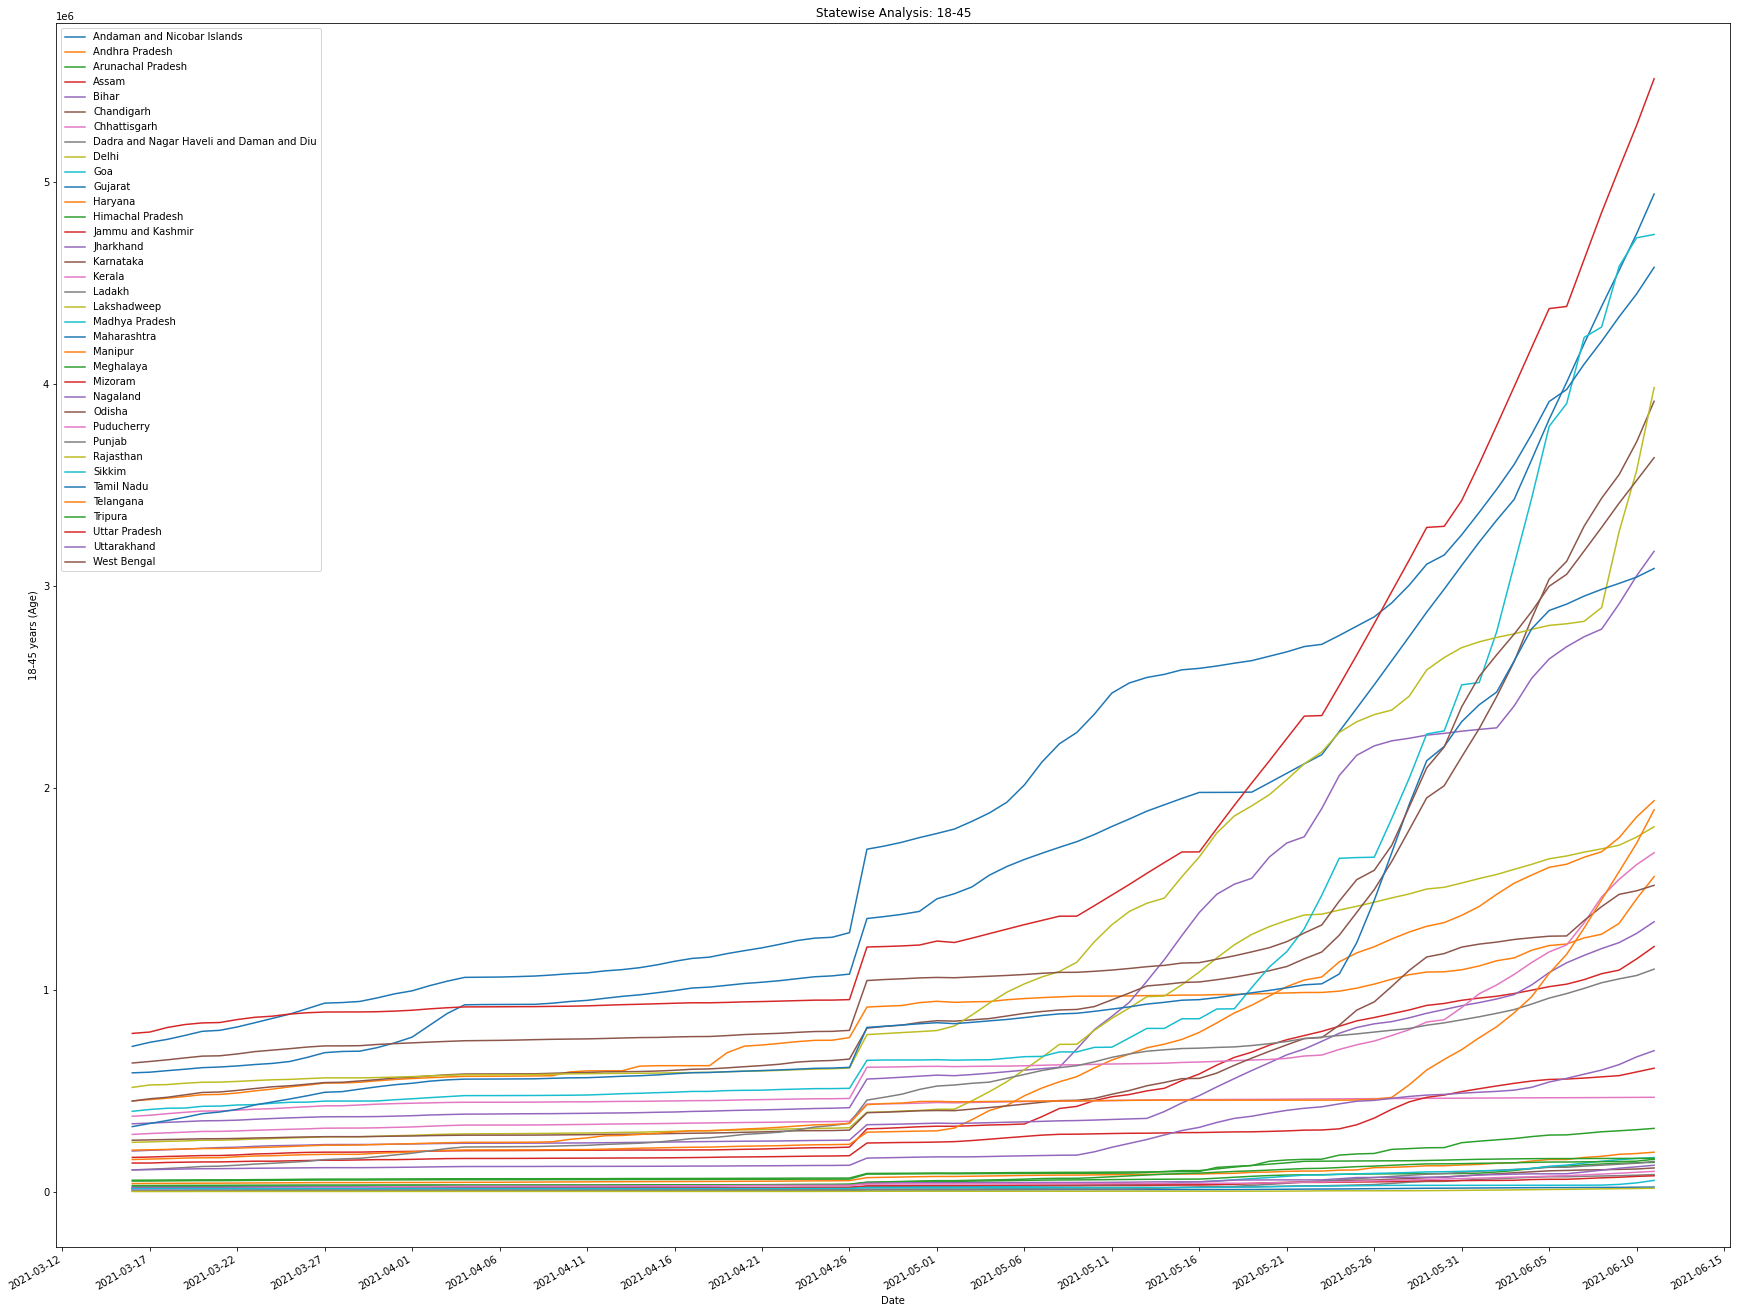 Statewise Analysis: 18-45
1e6
Andaman and Nicobar Islands
Andhra Pradesh
Arunachal Pradesh
Assam
Bihar
Chandigarh
Chhattisgarh
Dadra and Nagar Haveli and Daman and Diu
Delhi
Goa
Gujarat
Haryana
Himachal Pradesh
Jammu and Kashmir
Jharkhand
Karnataka
Kerala
Ladakh
Lakshadweep
Madhya Pradesh
Maharashtra
Manipur
Meghalaya
Mizoram
Nagaland
Odisha
Puducherry
Punjab
Rajasthan
Sikkim
Tamil Nadu
Telangana
Tripura
Uttar Pradesh
Uttarakhand
West Bengal
5
4
3
2
1
0
18-45 years (Age)
2021-03-12
2021-03-17
2021-03-22
2021-03-27
2021-04-01
2021-04-06
2021-04-11
2021-04-16
2021-04-21
2021-04-26
2021-05-01
2021-05-06
2021-05-11
2021-05-16
2021-05-21
2021-05-26
2021-05-31
2021-06-05
2021-06-10
2021-06-15
Date